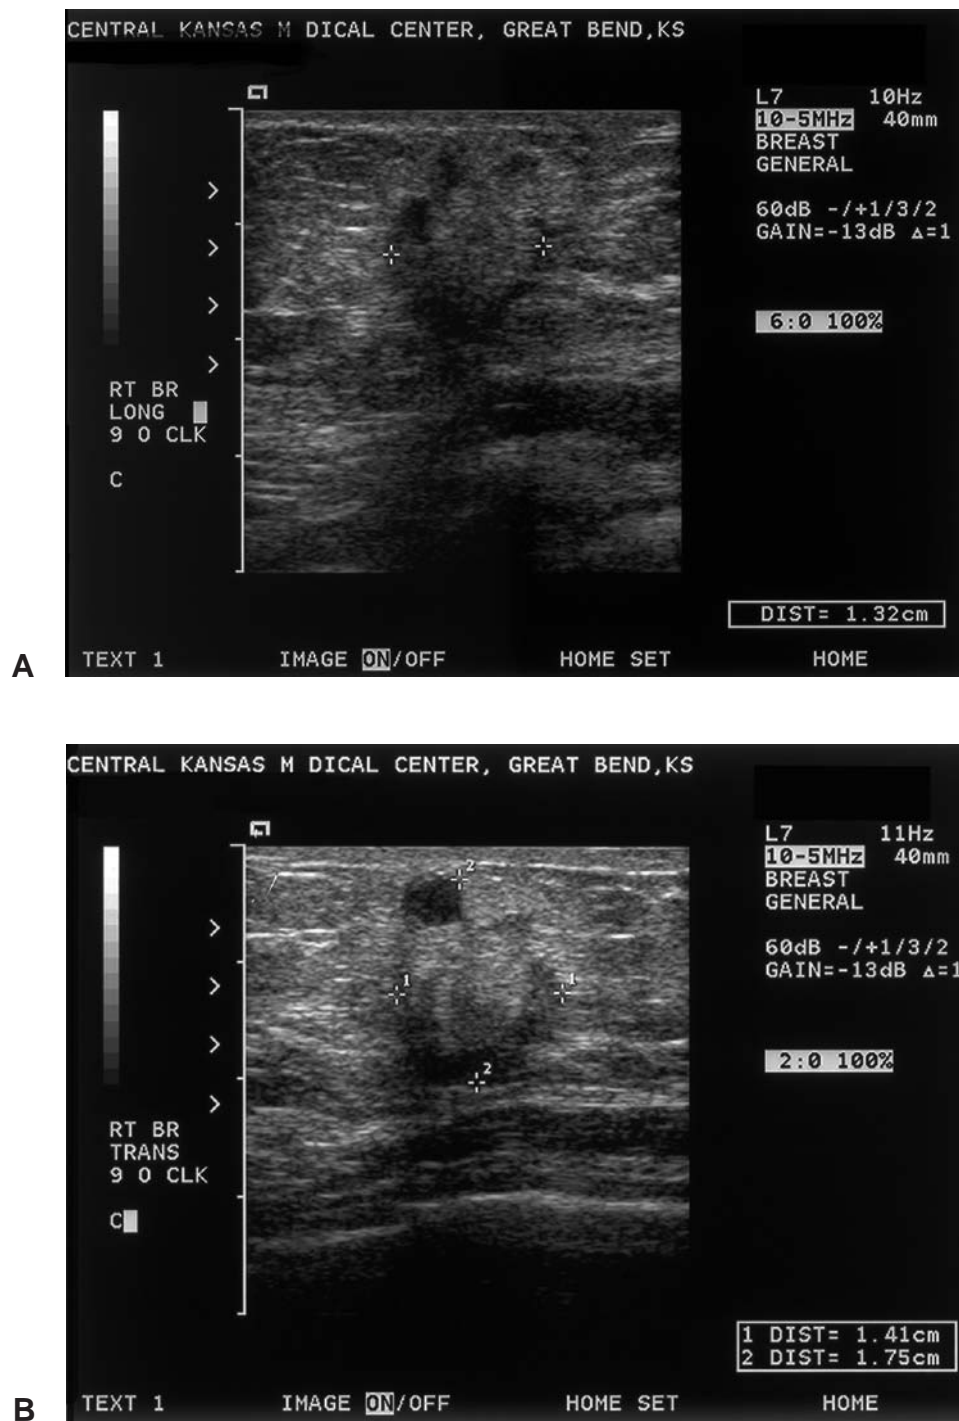 CENTRAL KANSAS M DICAL CENTER, GREAT BEND,KS
L7 10Hz
10-5MHz 40mm
BREAST
GENERAL
60dB -/+1/3/2
GAIN=-13dB Δ=1
6:0 100%
RT BR
LONG
9 O CLK
C
DIST= 1.32cm
TEXT 1 IMAGE ON/OFF HOME SET HOME
A
CENTRAL KANSAS M DICAL CENTER, GREAT BEND,KS
L7 11Hz
10-5MHz 40mm
BREAST
GENERAL
60dB -/+1/3/2
GAIN=-13dB Δ=1
2
1 1
2
2:0 100%
RT BR
TRANS
9 O CLK
C
1 DIST= 1.41cm
2 DIST= 1.75cm
TEXT 1 IMAGE ON/OFF HOME SET HOME
B